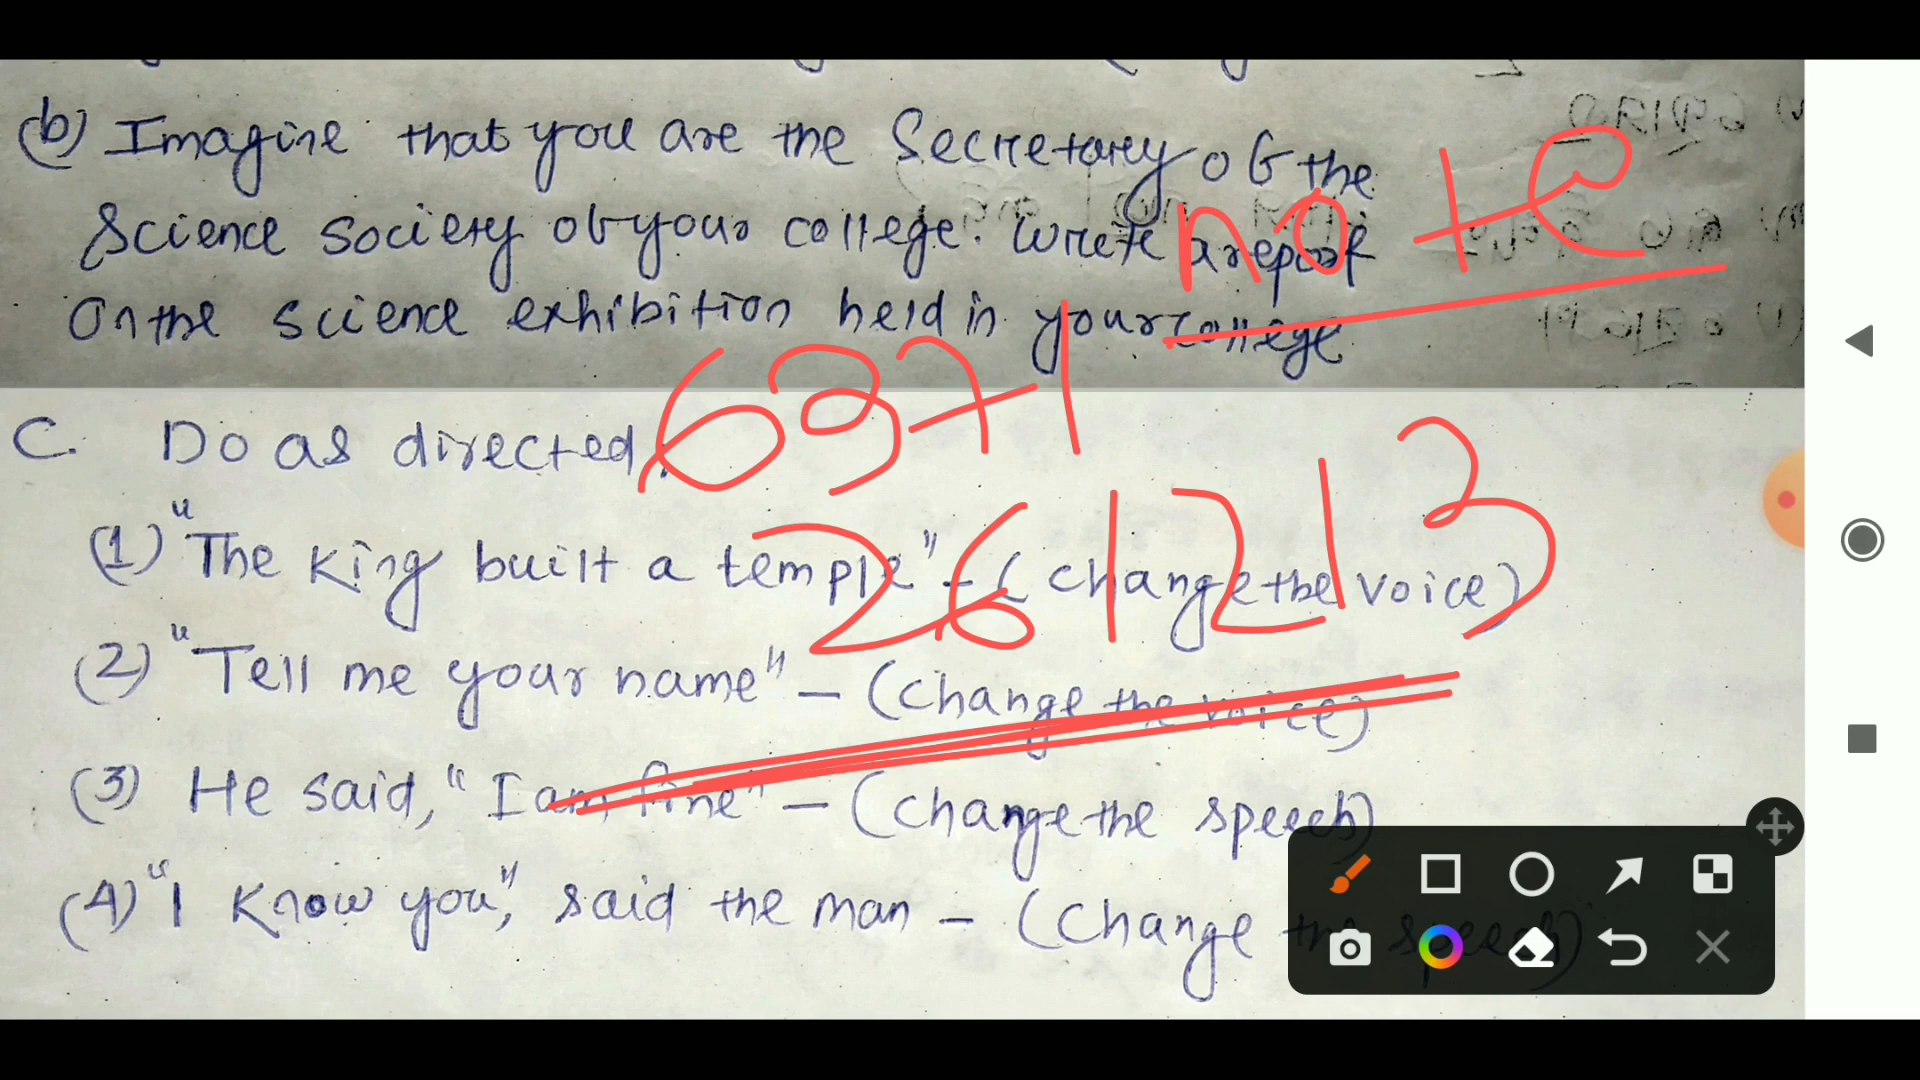 (b) Imagine that you are the Secretary of the
Science Society of your college. Write a report
On the science exhibition held in your college
note
C. Do as directed.
(1) "The King built a temple" - (Change the voice)
261213
(2) "Tell me your name" - (Change the voice)
(3) He said, "I am fine" - (Change the speech)
(4) "I know you", said the man - (Change the speech)